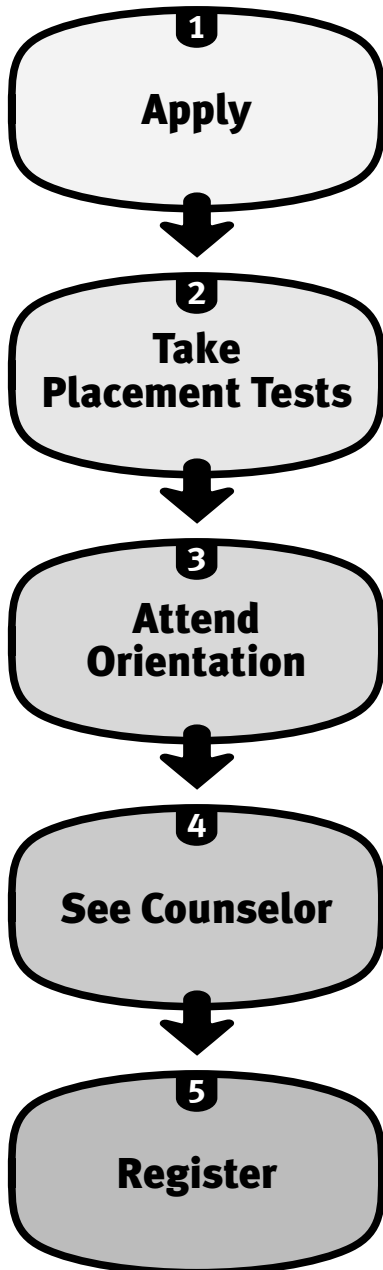 1
Apply
2
Take
Placement Tests
3
Attend
Orientation
4
See Counselor
5
Register